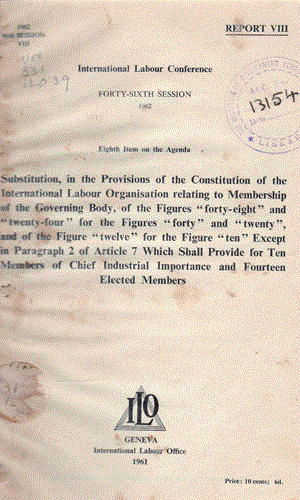 1962
46th SESSION
VIII
REPORT VIII
International Labour Conference
FORTY-SIXTH SESSION
1962
13154
Eighth Item on the Agenda
Substitution, in the Provisions of the Constitution of the
International Labour Organisation relating to Membership
of the Governing Body, of the Figures “forty-eight” and
“twenty-four” for the Figures “forty” and “twenty”,
and of the Figure “twelve” for the Figure “ten” Except
in Paragraph 2 of Article 7 Which Shall Provide for Ten
Members of Chief Industrial Importance and Fourteen
Elected Members
ILO
GENEVA
International Labour Office
1961
Price: 10 cents; 6d.